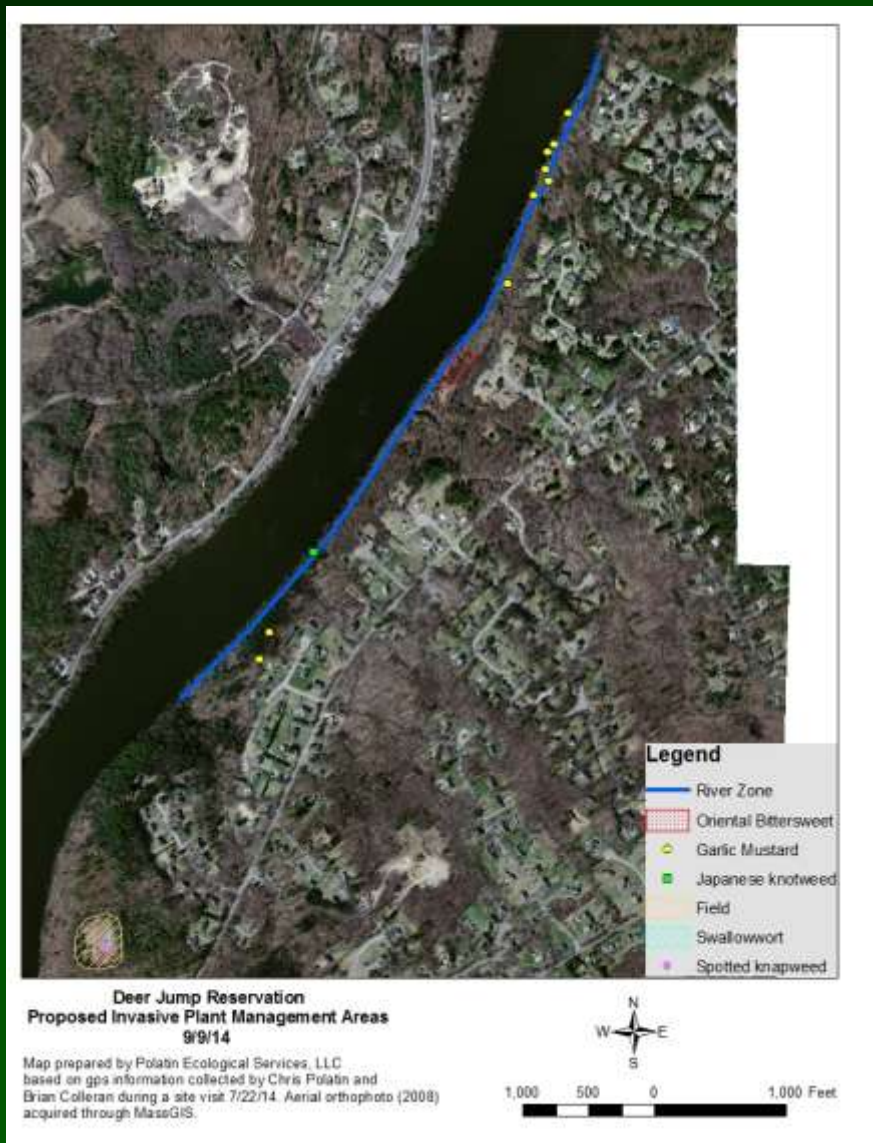 Legend
River Zone
Oriental Bittersweet
Garlic Mustard
Japanese knotweed
Field
Swallowwort
Spotted knapweed
Deer Jump Reservation
Proposed Invasive Plant Management Areas
9/9/14
Map prepared by Polatin Ecological Services, LLC
based on gps information collected by Chris Polatin and
Brian Colleran during a site visit 7/22/14. Aerial orthophoto (2008)
acquired through MassGIS.
N
W E
S
1,000 500 0 1,000 Feet